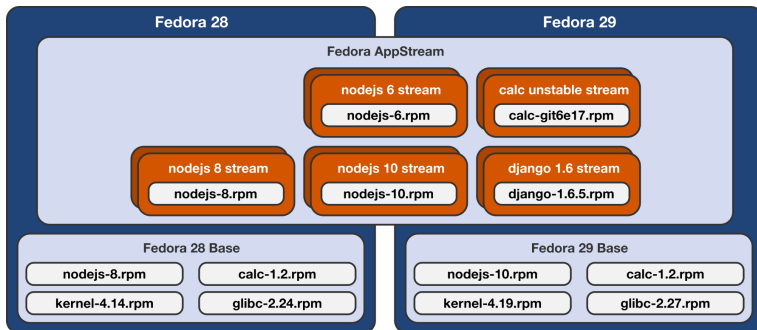 Fedora 28
Fedora 29
Fedora AppStream
nodejs 6 stream
calc unstable stream
nodejs-6.rpm
calc-git6e17.rpm
nodejs 8 stream
nodejs 10 stream
django 1.6 stream
nodejs-8.rpm
nodejs-10.rpm
django-1.6.5.rpm
Fedora 28 Base
nodejs-8.rpm
calc-1.2.rpm
kernel-4.14.rpm
glibc-2.24.rpm
Fedora 29 Base
nodejs-10.rpm
calc-1.2.rpm
kernel-4.19.rpm
glibc-2.27.rpm